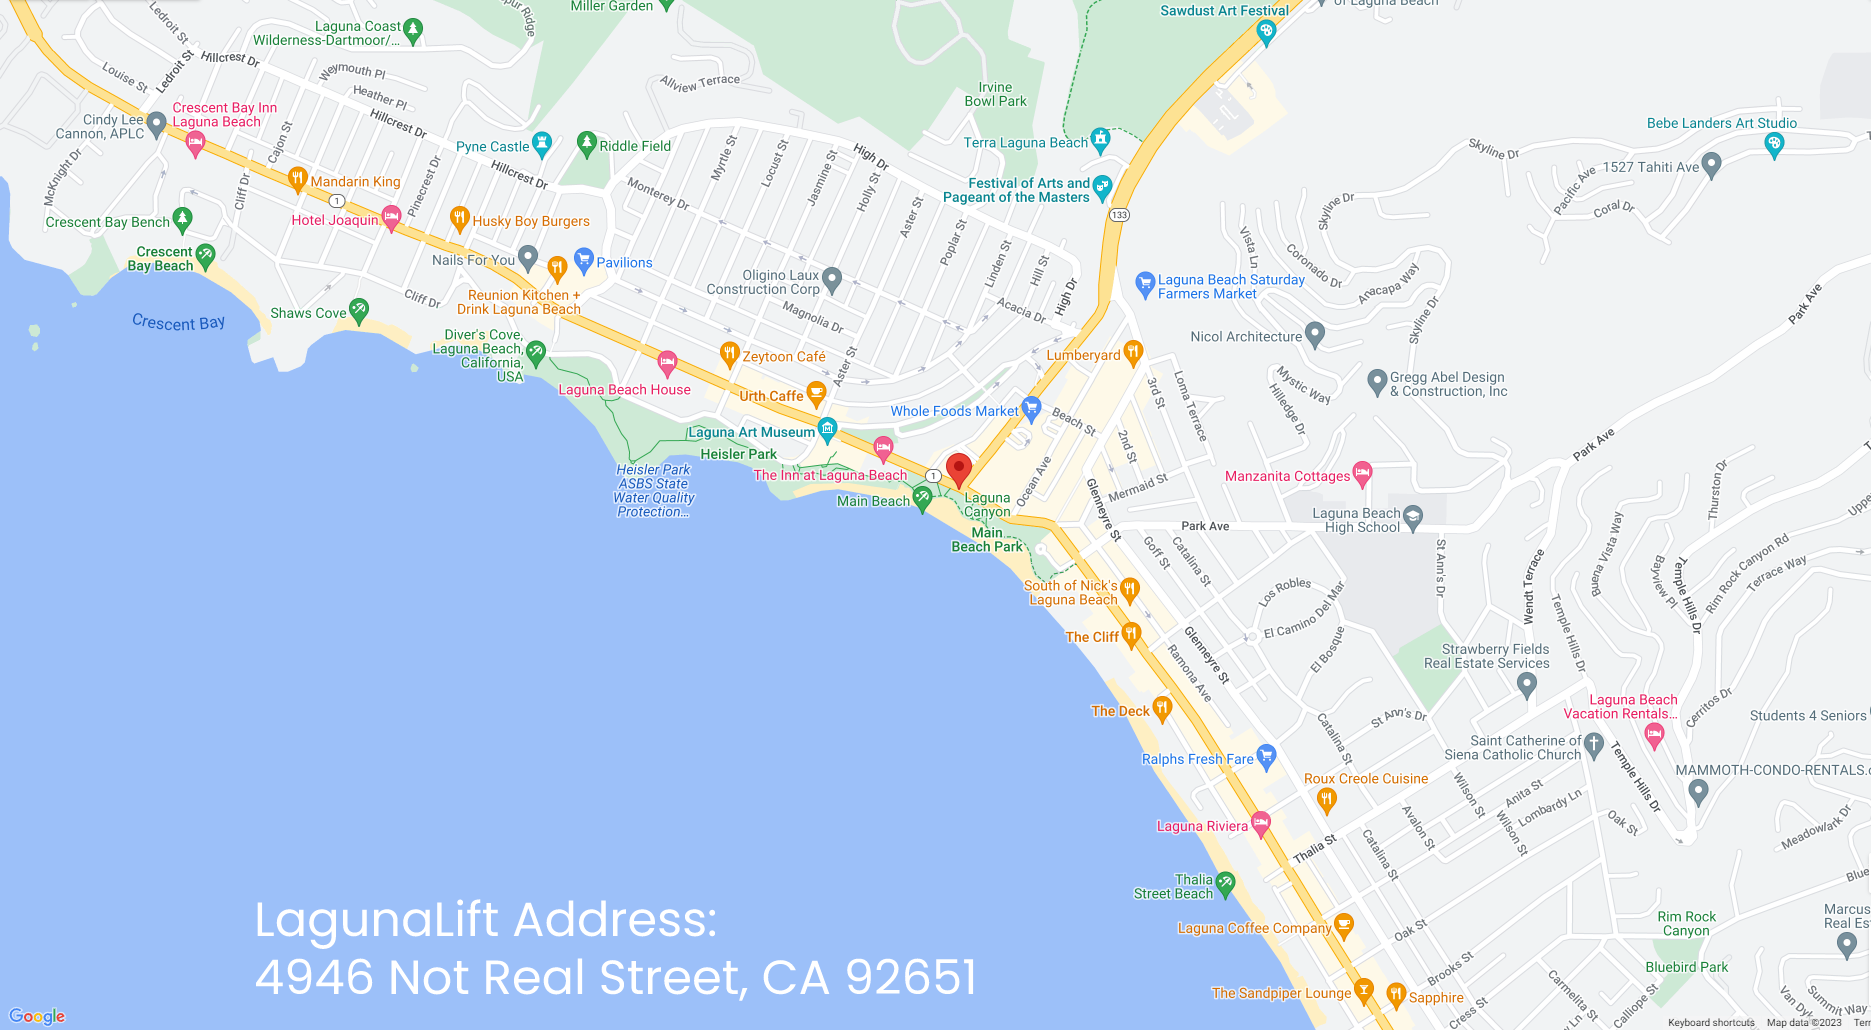 Miller Garden
of Laguna Beach
Sawdust Art Festival
Laguna Coast
Wilderness-Dartmoor/...
Ledroit St
Ledroit St
Hillcrest Dr
Louise St
Weymouth Pl
Heather Pl
Allview Terrace
Irvine
Bowl Park
Crescent Bay Inn
Laguna Beach
Cindy Lee
Cannon, APLC
Hillcrest Dr
Cajon St
Pyne Castle
Riddle Field
Myrtle St
Locust St
Jasmine St
High Dr
Terra Laguna Beach
Bebe Landers Art Studio
Skyline Dr
1527 Tahiti Ave
McKnight Dr
Mandarin King
Pinecrest Dr
Hillcrest Dr
Monterey Dr
Holly St
Festival of Arts and
Pageant of the Masters
Skyline Dr
Pacific Ave
Coral Dr
Cliff Dr
1
133
Crescent Bay Bench
Hotel Joaquin
Husky Boy Burgers
Aster St
Poplar St
Vista Ln
Crescent
Bay Beach
Nails For You
Pavilions
Linden St
Hill St
Coronado Dr
Anacapa Way
Oligino Laux
Construction Corp
Laguna Beach Saturday
Farmers Market
Reunion Kitchen +
Drink Laguna Beach
Cliff Dr
Magnolia Dr
Acacia Dr
High Dr
Park Ave
Shaws Cove
Crescent Bay
Skyline Dr
Nicol Architecture
Diver's Cove,
Laguna Beach,
California,
USA
Zeytoon Café
Aster St
Lumberyard
3rd St
Loma Terrace
Mystic Way
Hilledge Dr
Gregg Abel Design
& Construction, Inc
Laguna Beach House
Urth Caffe
Whole Foods Market
Beach St
2nd St
Laguna Art Museum
Heisler Park
Park Ave
The Inn at Laguna Beach
1
Ocean Ave
Heisler Park
ASBS State
Water Quality
Protection...
Main Beach
Laguna
Canyon
Mermaid St
Glenneyre St
Manzanita Cottages
Thurston Dr
Laguna Beach
High School
Main
Beach Park
Park Ave
Goff St
Catalina St
St Ann's Dr
Wendt Terrace
Buena Vista Way
Bayview Pl
Temple Hills Dr
Rim Rock Canyon Rd
Terrace Way
South of Nick's
Laguna Beach
Los Robles
El Camino Del Mar
Temple Hills Dr
The Cliff
Glenneyre St
Ramona Ave
El Bosque
Strawberry Fields
Real Estate Services
The Deck
St Ann's Dr
Catalina St
Laguna Beach
Vacation Rentals...
Cerritos Dr
Students 4 Seniors
Saint Catherine of
Siena Catholic Church
Ralphs Fresh Fare
Temple Hills Dr
Roux Creole Cuisine
Wilson St
Anita St
Lombardy Ln
MAMMOTH-CONDO-RENTALS.
Laguna Riviera
Avalon St
Wilson St
Oak St
Meadowlark Dr
Thalia St
Catalina St
Thalia
Street Beach
Blue
Marcus
Real Est
Laguna Coffee Company
Oak St
Rim Rock
Canyon
LagunaLift Address:
4946 Not Real Street, CA 92651
Brooks St
Bluebird Park
The Sandpiper Lounge
Sapphire
Cress St
Carmelita St
Calliope St
Summit Way
Van Dyke
Google
Keyboard shortcuts
Map data ©2023
Terr